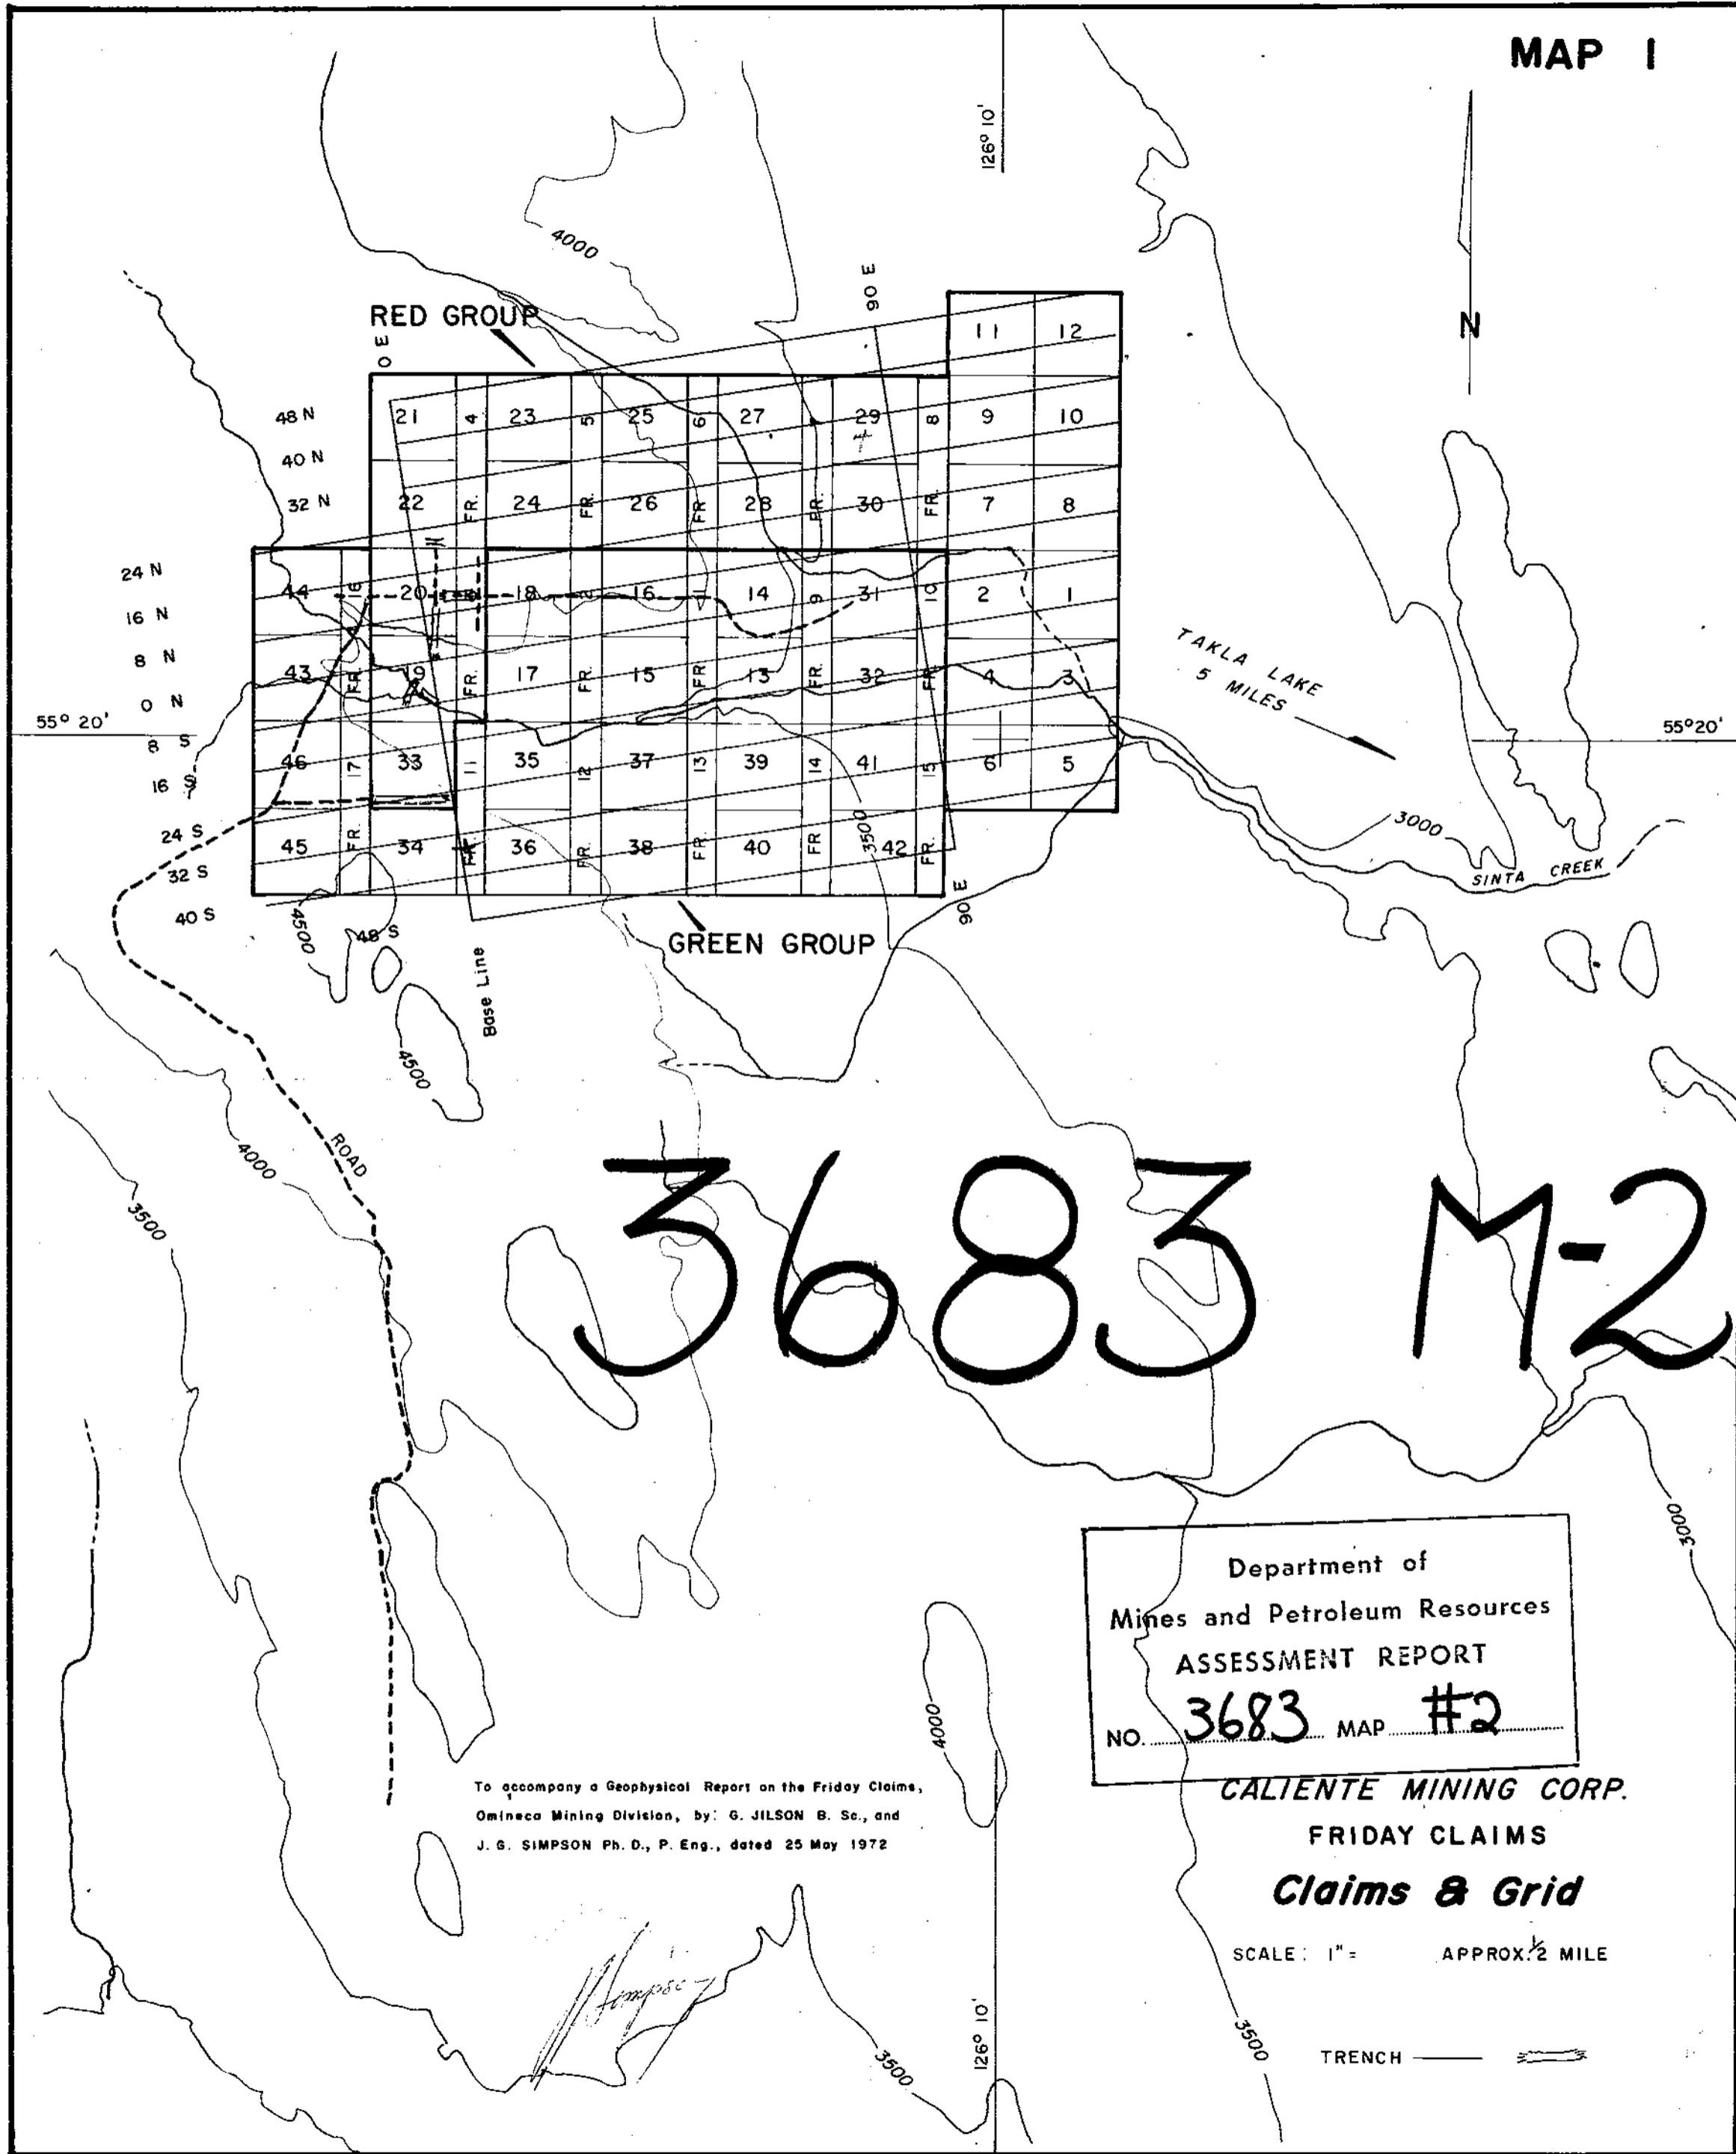 MAP 1
126° 10'
4000
RED GROUP
N
0 E
90 E
11 12
48 N 21 4 23 5 25 6 27 29 8 9 10
40 N
32 N 22 FR. 24 FR. 26 FR 28 FR. 30 FR. 7 8
24 N 44 16 20 18 2 16 1 14 9 31 10 2 1
16 N
8 N 43 FR 19 FR. 17 FR. 15 FR 13 FR 32 FR. 4 3
0 N
TAKLA LAKE
5 MILES
55° 20'
55°20'
8 S 46 17 33 11 35 12 37 13 39 14 41 15 6 5
16 S
24 S 45 FR. 34 FR. 36 FR. 38 FR 40 FR 3500 42 FR.
32 S
3000
SINTA CREEK
40 S
4500
48 S
Base Line
GREEN GROUP
90 E
4500
4000
ROAD
3500
3683 M-2
3000
Department of
Mines and Petroleum Resources
ASSESSMENT REPORT
NO. 3683 MAP #2
4000
To accompany a Geophysical Report on the Friday Claims,
Omineca Mining Division, by: G. JILSON B. Sc., and
J. G. SIMPSON Ph. D., P. Eng., dated 25 May 1972
CALIENTE MINING CORP.
FRIDAY CLAIMS
Claims & Grid
SCALE: 1" = APPROX. 1/2 MILE
3500
126° 10'
3500
TRENCH